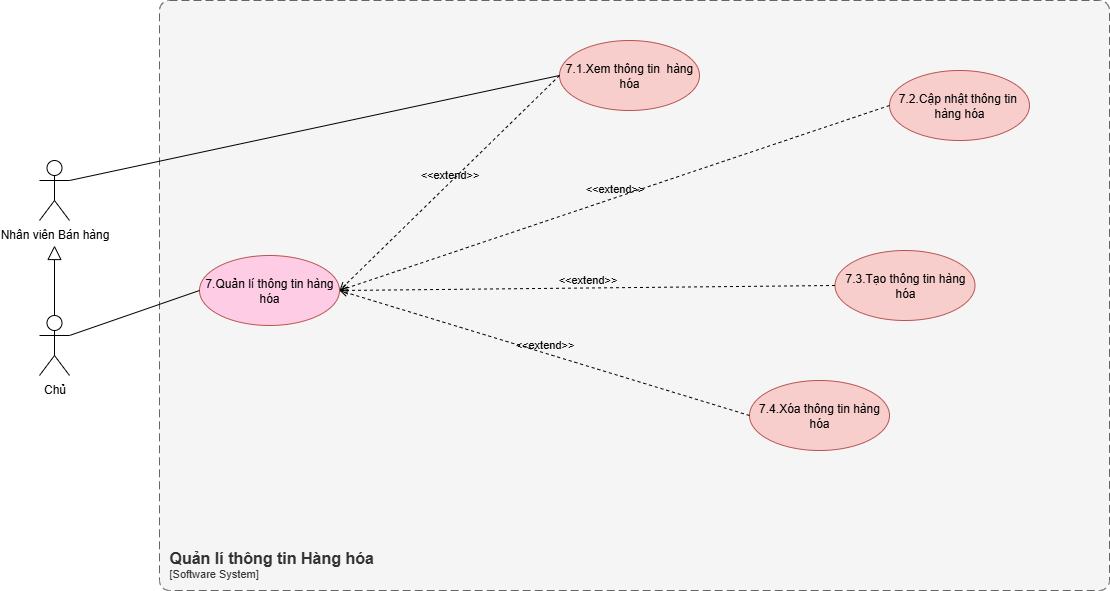 7.1.Xem thông tin  hàng
hóa
7.2.Cập nhật thông tin
hàng hóa
<<extend>>
<<extend>>
Nhân viên Bán hàng
7.Quản lí thông tin hàng
hóa
<<extend>>
7.3.Tạo thông tin hàng
hóa
<<extend>>
Chủ
7.4.Xóa thông tin hàng
hóa
Quản lí thông tin Hàng hóa
[Software System]